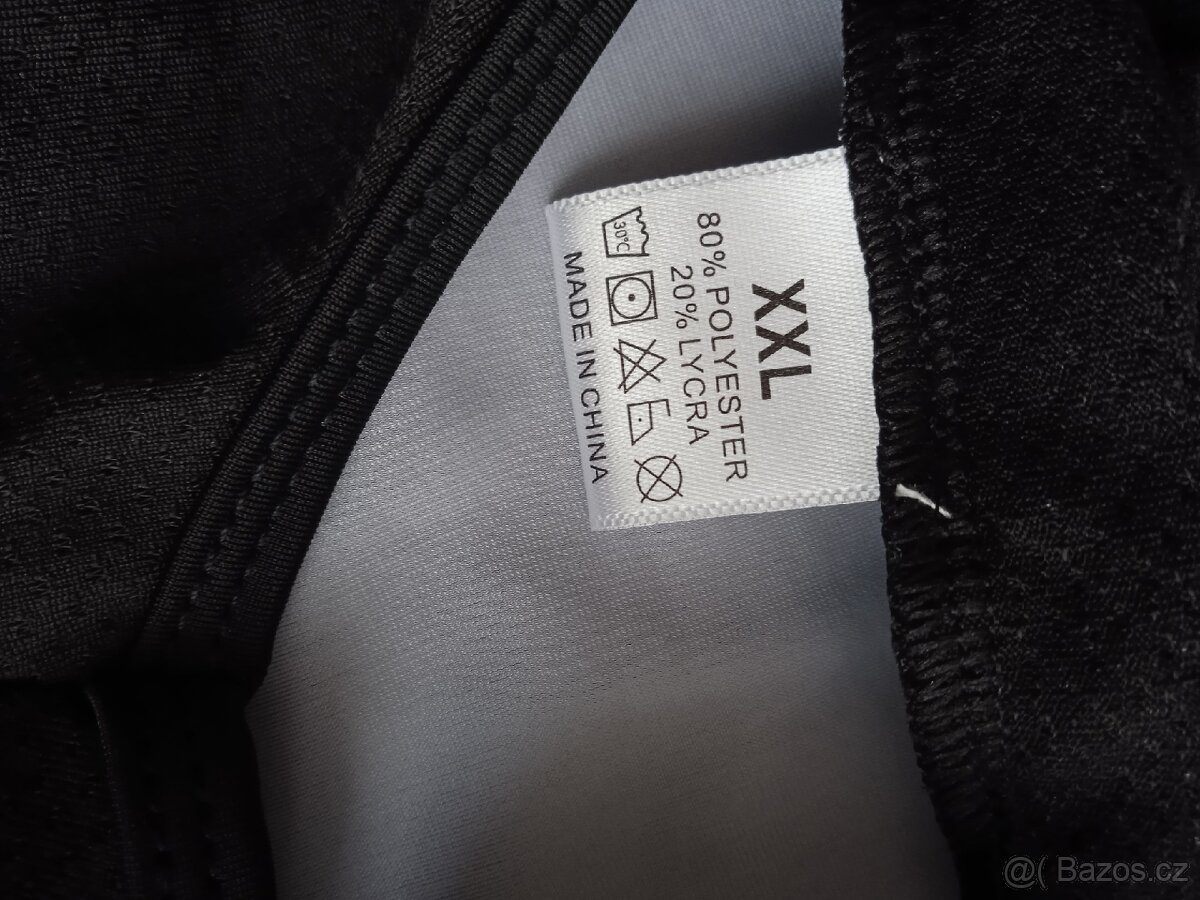 XXL
80% POLYESTER
20% LYCRA
30°C
MADE IN CHINA
@( Bazos.cz